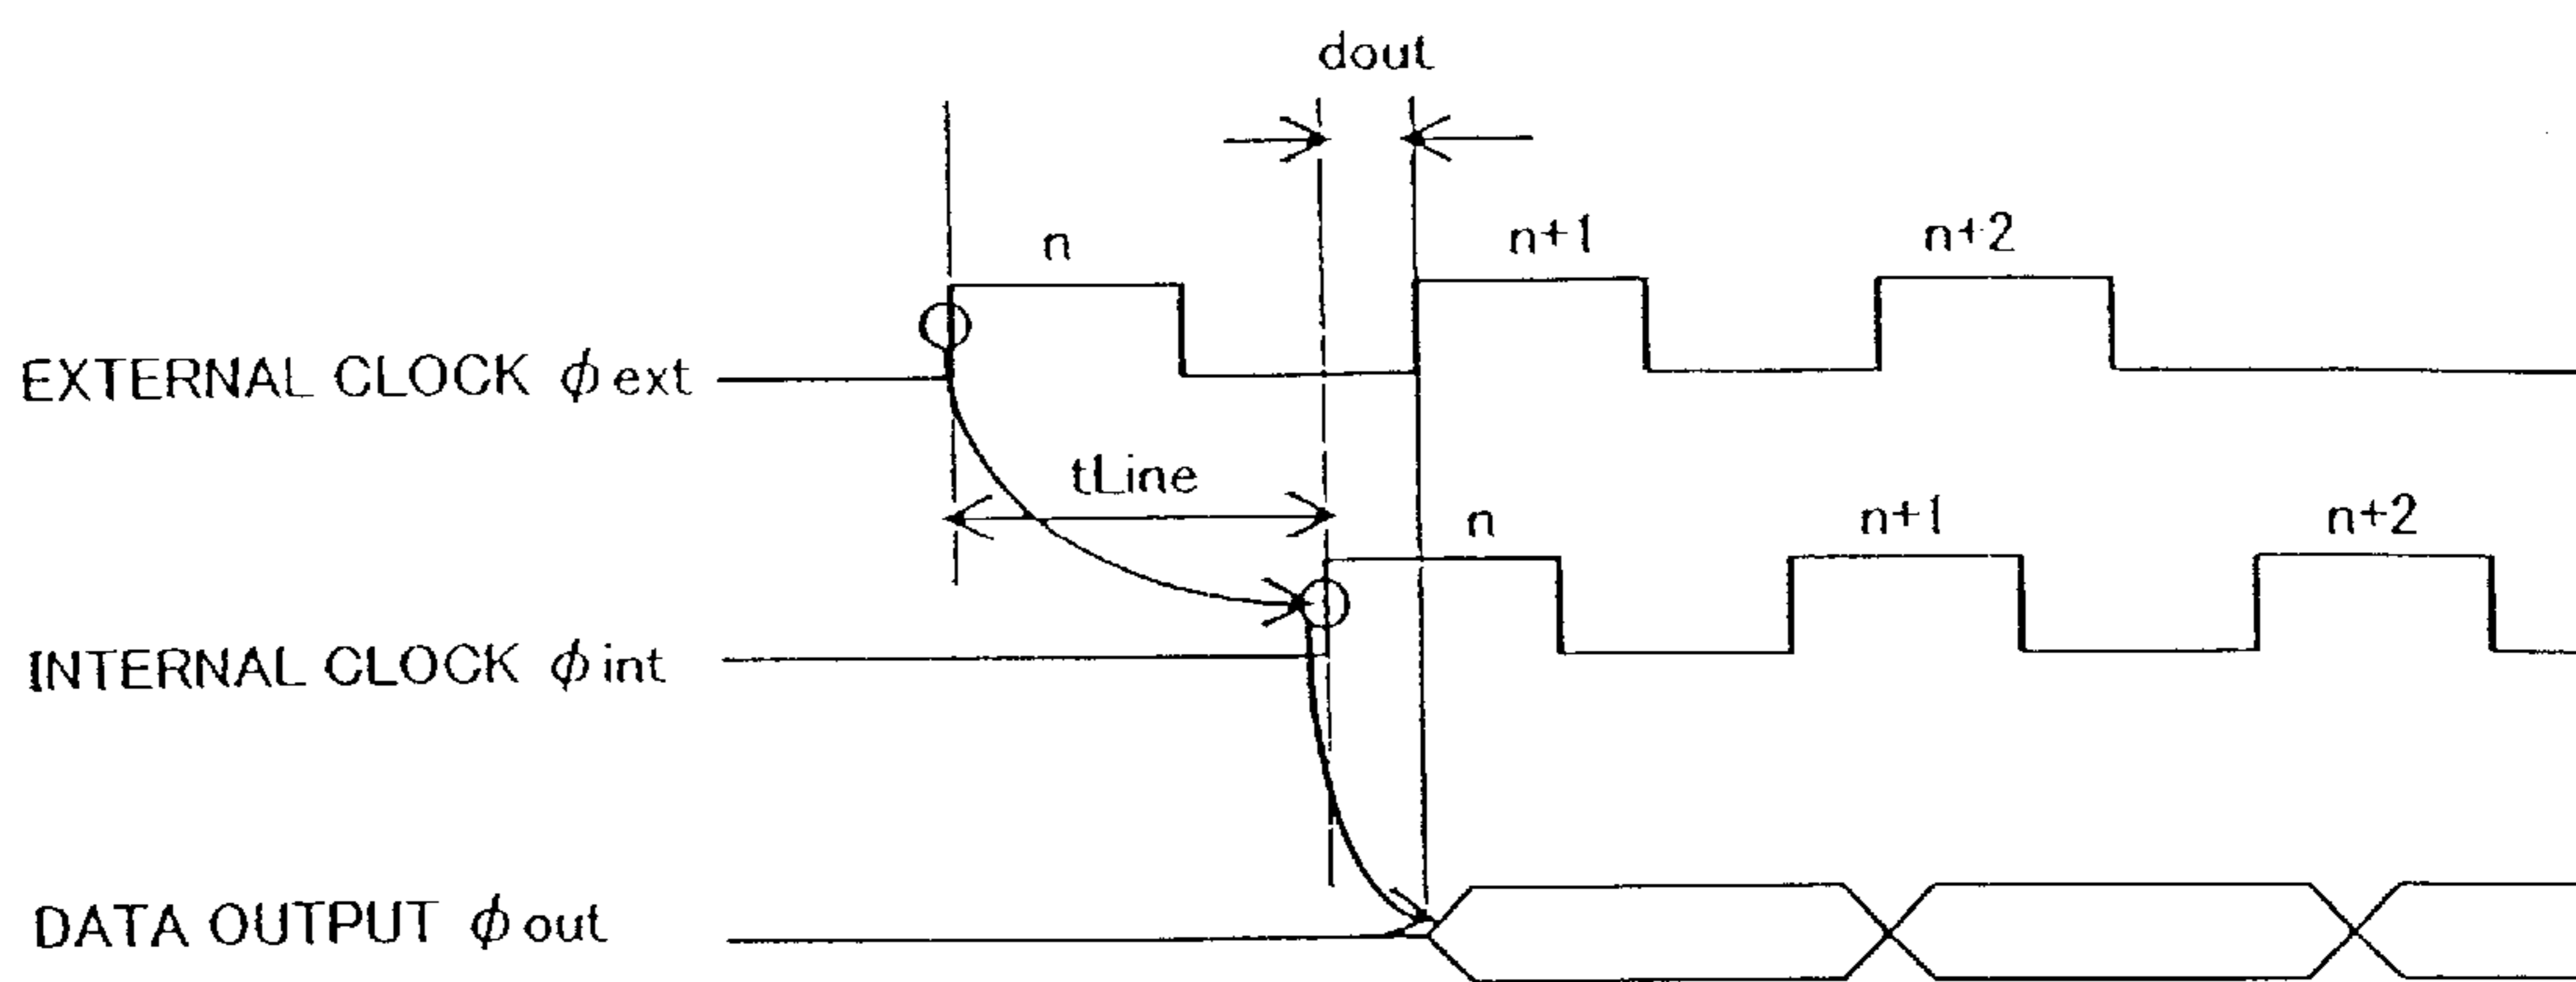 dout
n n+1 n+2
EXTERNAL CLOCK ϕext
tLine
n n+1 n+2
INTERNAL CLOCK ϕint
DATA OUTPUT ϕout